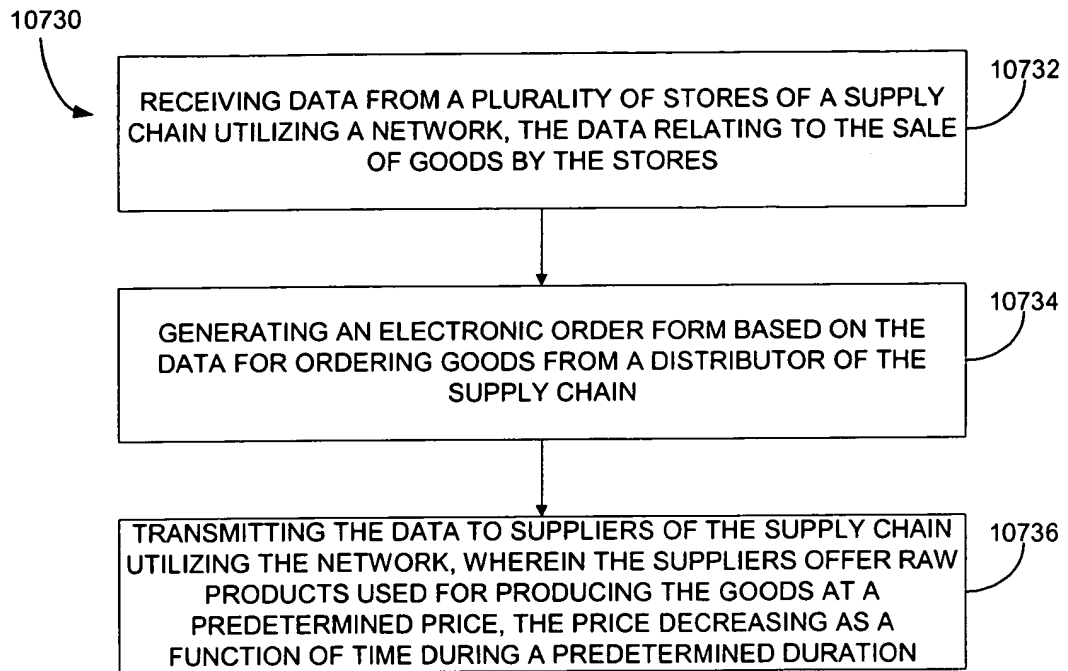 10730
10732
RECEIVING DATA FROM A PLURALITY OF STORES OF A SUPPLY
CHAIN UTILIZING A NETWORK, THE DATA RELATING TO THE SALE
OF GOODS BY THE STORES
10734
GENERATING AN ELECTRONIC ORDER FORM BASED ON THE
DATA FOR ORDERING GOODS FROM A DISTRIBUTOR OF THE
SUPPLY CHAIN
10736
TRANSMITTING THE DATA TO SUPPLIERS OF THE SUPPLY CHAIN
UTILIZING THE NETWORK, WHEREIN THE SUPPLIERS OFFER RAW
PRODUCTS USED FOR PRODUCING THE GOODS AT A
PREDETERMINED PRICE, THE PRICE DECREASING AS A
FUNCTION OF TIME DURING A PREDETERMINED DURATION